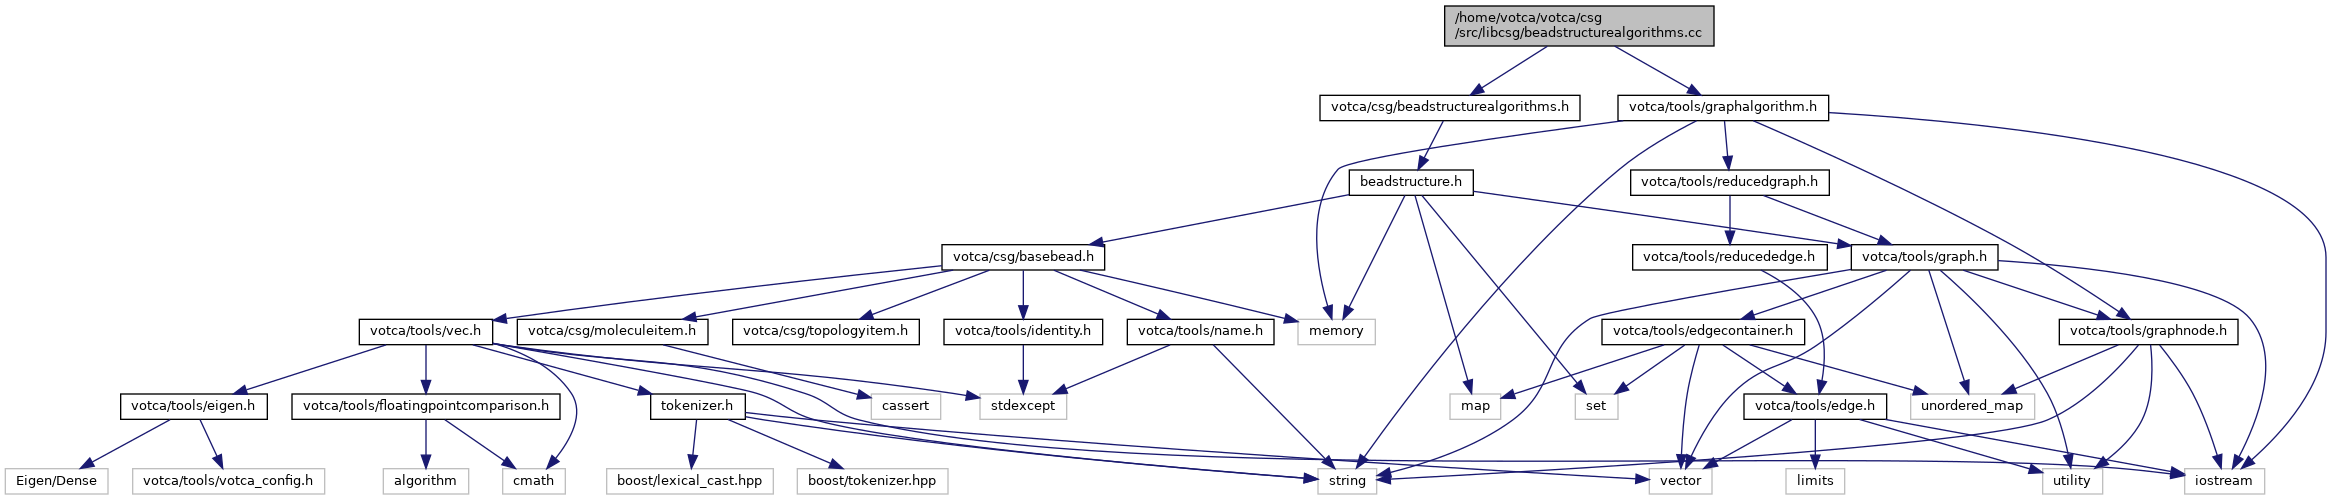 /home/votca/votca/csg
/src/libcsg/beadstructurealgorithms.cc
votca/csg/beadstructurealgorithms.h
votca/tools/graphalgorithm.h
beadstructure.h
votca/tools/reducedgraph.h
votca/csg/basebead.h
votca/tools/reducededge.h
votca/tools/graph.h
votca/tools/vec.h
votca/csg/moleculeitem.h
votca/csg/topologyitem.h
votca/tools/identity.h
votca/tools/name.h
memory
votca/tools/edgecontainer.h
votca/tools/graphnode.h
votca/tools/eigen.h
votca/tools/floatingpointcomparison.h
tokenizer.h
cassert
stdexcept
map
set
votca/tools/edge.h
unordered_map
Eigen/Dense
votca/tools/votca_config.h
algorithm
cmath
boost/lexical_cast.hpp
boost/tokenizer.hpp
string
vector
limits
utility
iostream